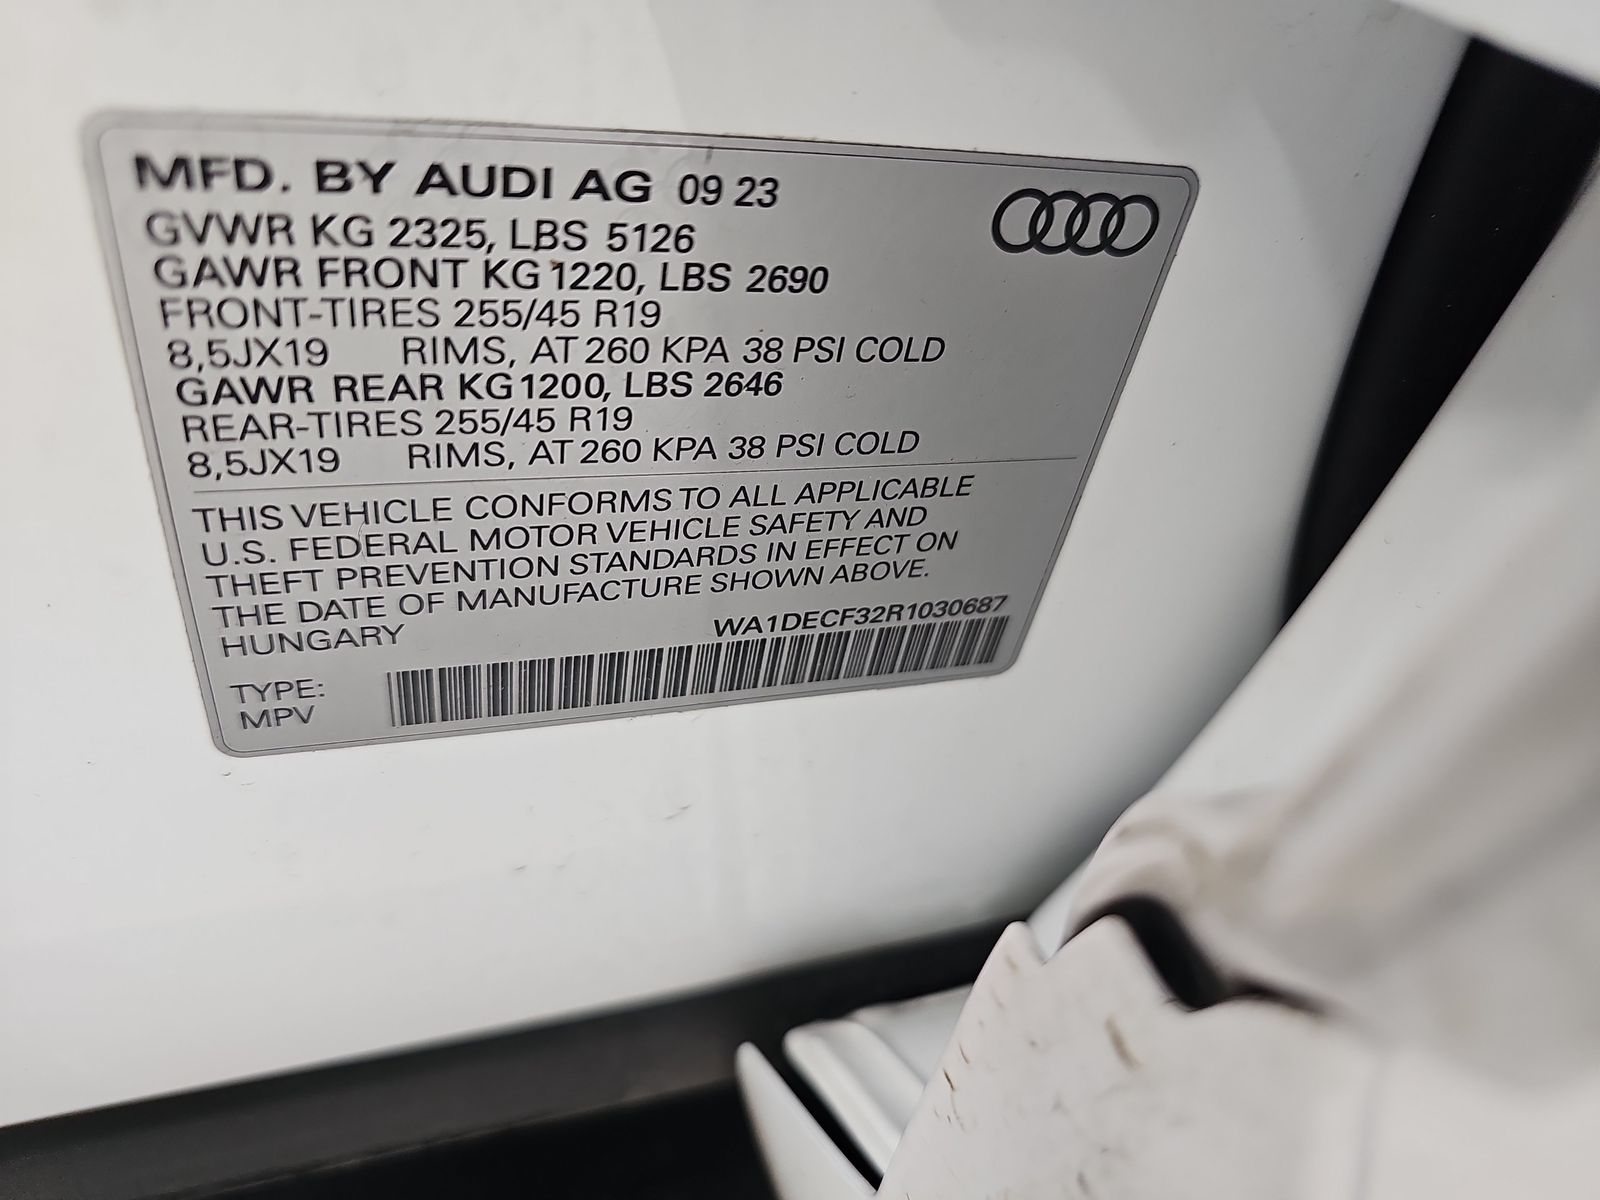 MFD. BY AUDI AG 09 23
GVWR KG 2325, LBS 5126
GAWR FRONT KG 1220, LBS 2690
FRONT-TIRES 255/45 R19
8,5JX19 RIMS, AT 260 KPA 38 PSI COLD
GAWR REAR KG 1200, LBS 2646
REAR-TIRES 255/45 R19
8,5JX19 RIMS, AT 260 KPA 38 PSI COLD
THIS VEHICLE CONFORMS TO ALL APPLICABLE
U.S. FEDERAL MOTOR VEHICLE SAFETY AND
THEFT PREVENTION STANDARDS IN EFFECT ON
THE DATE OF MANUFACTURE SHOWN ABOVE.
HUNGARY WA1DECF32R1030687
TYPE:
MPV